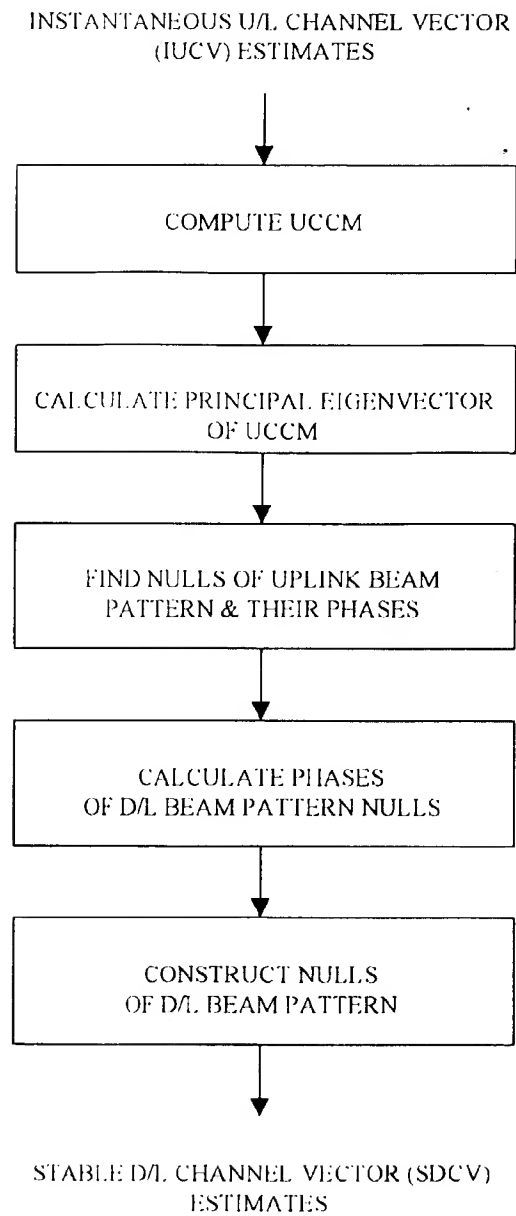 INSTANTANEOUS U/L CHANNEL VECTOR
(IUCV) ESTIMATES
COMPUTE UCCM
CALCULATE PRINCIPAL EIGENVECTOR
OF UCCM
FIND NULLS OF UPLINK BEAM
PATTERN & THEIR PHASES
CALCULATE PHASES
OF D/L BEAM PATTERN NULLS
CONSTRUCT NULLS
OF D/L BEAM PATTERN
STABLE D/L CHANNEL VECTOR (SDCV)
ESTIMATES